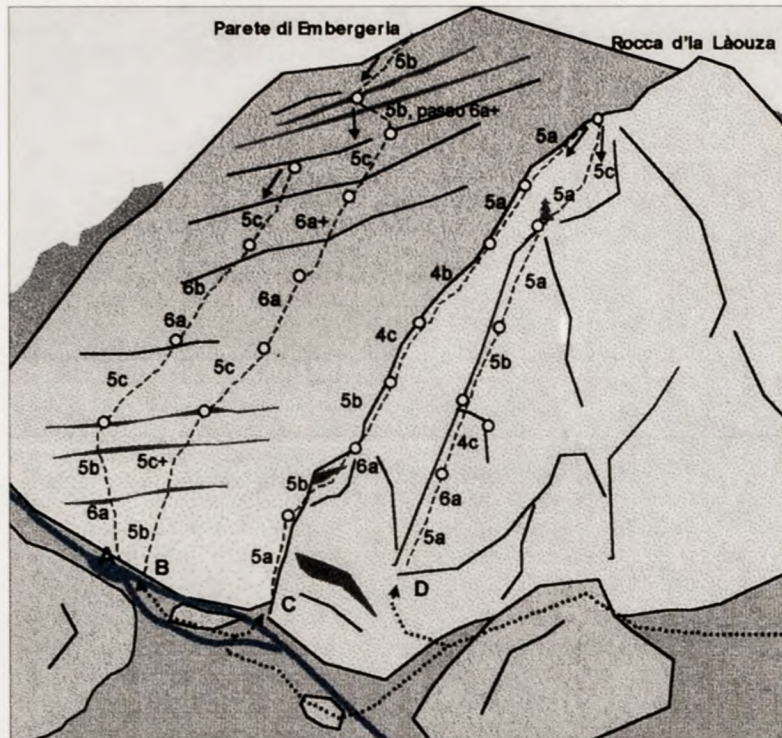 Parete di Embergeria
Rocca d'la Làouza
5b
5b, passo 6a+
5c
5a
5c
5a
5a
5c
6a+
4b
5a
6b
6a
6a
4c
5b
5c
5c
5b
4c
5b
5c+
6a
5b
6a
6a
5b
5a
5a
A
B
C
D